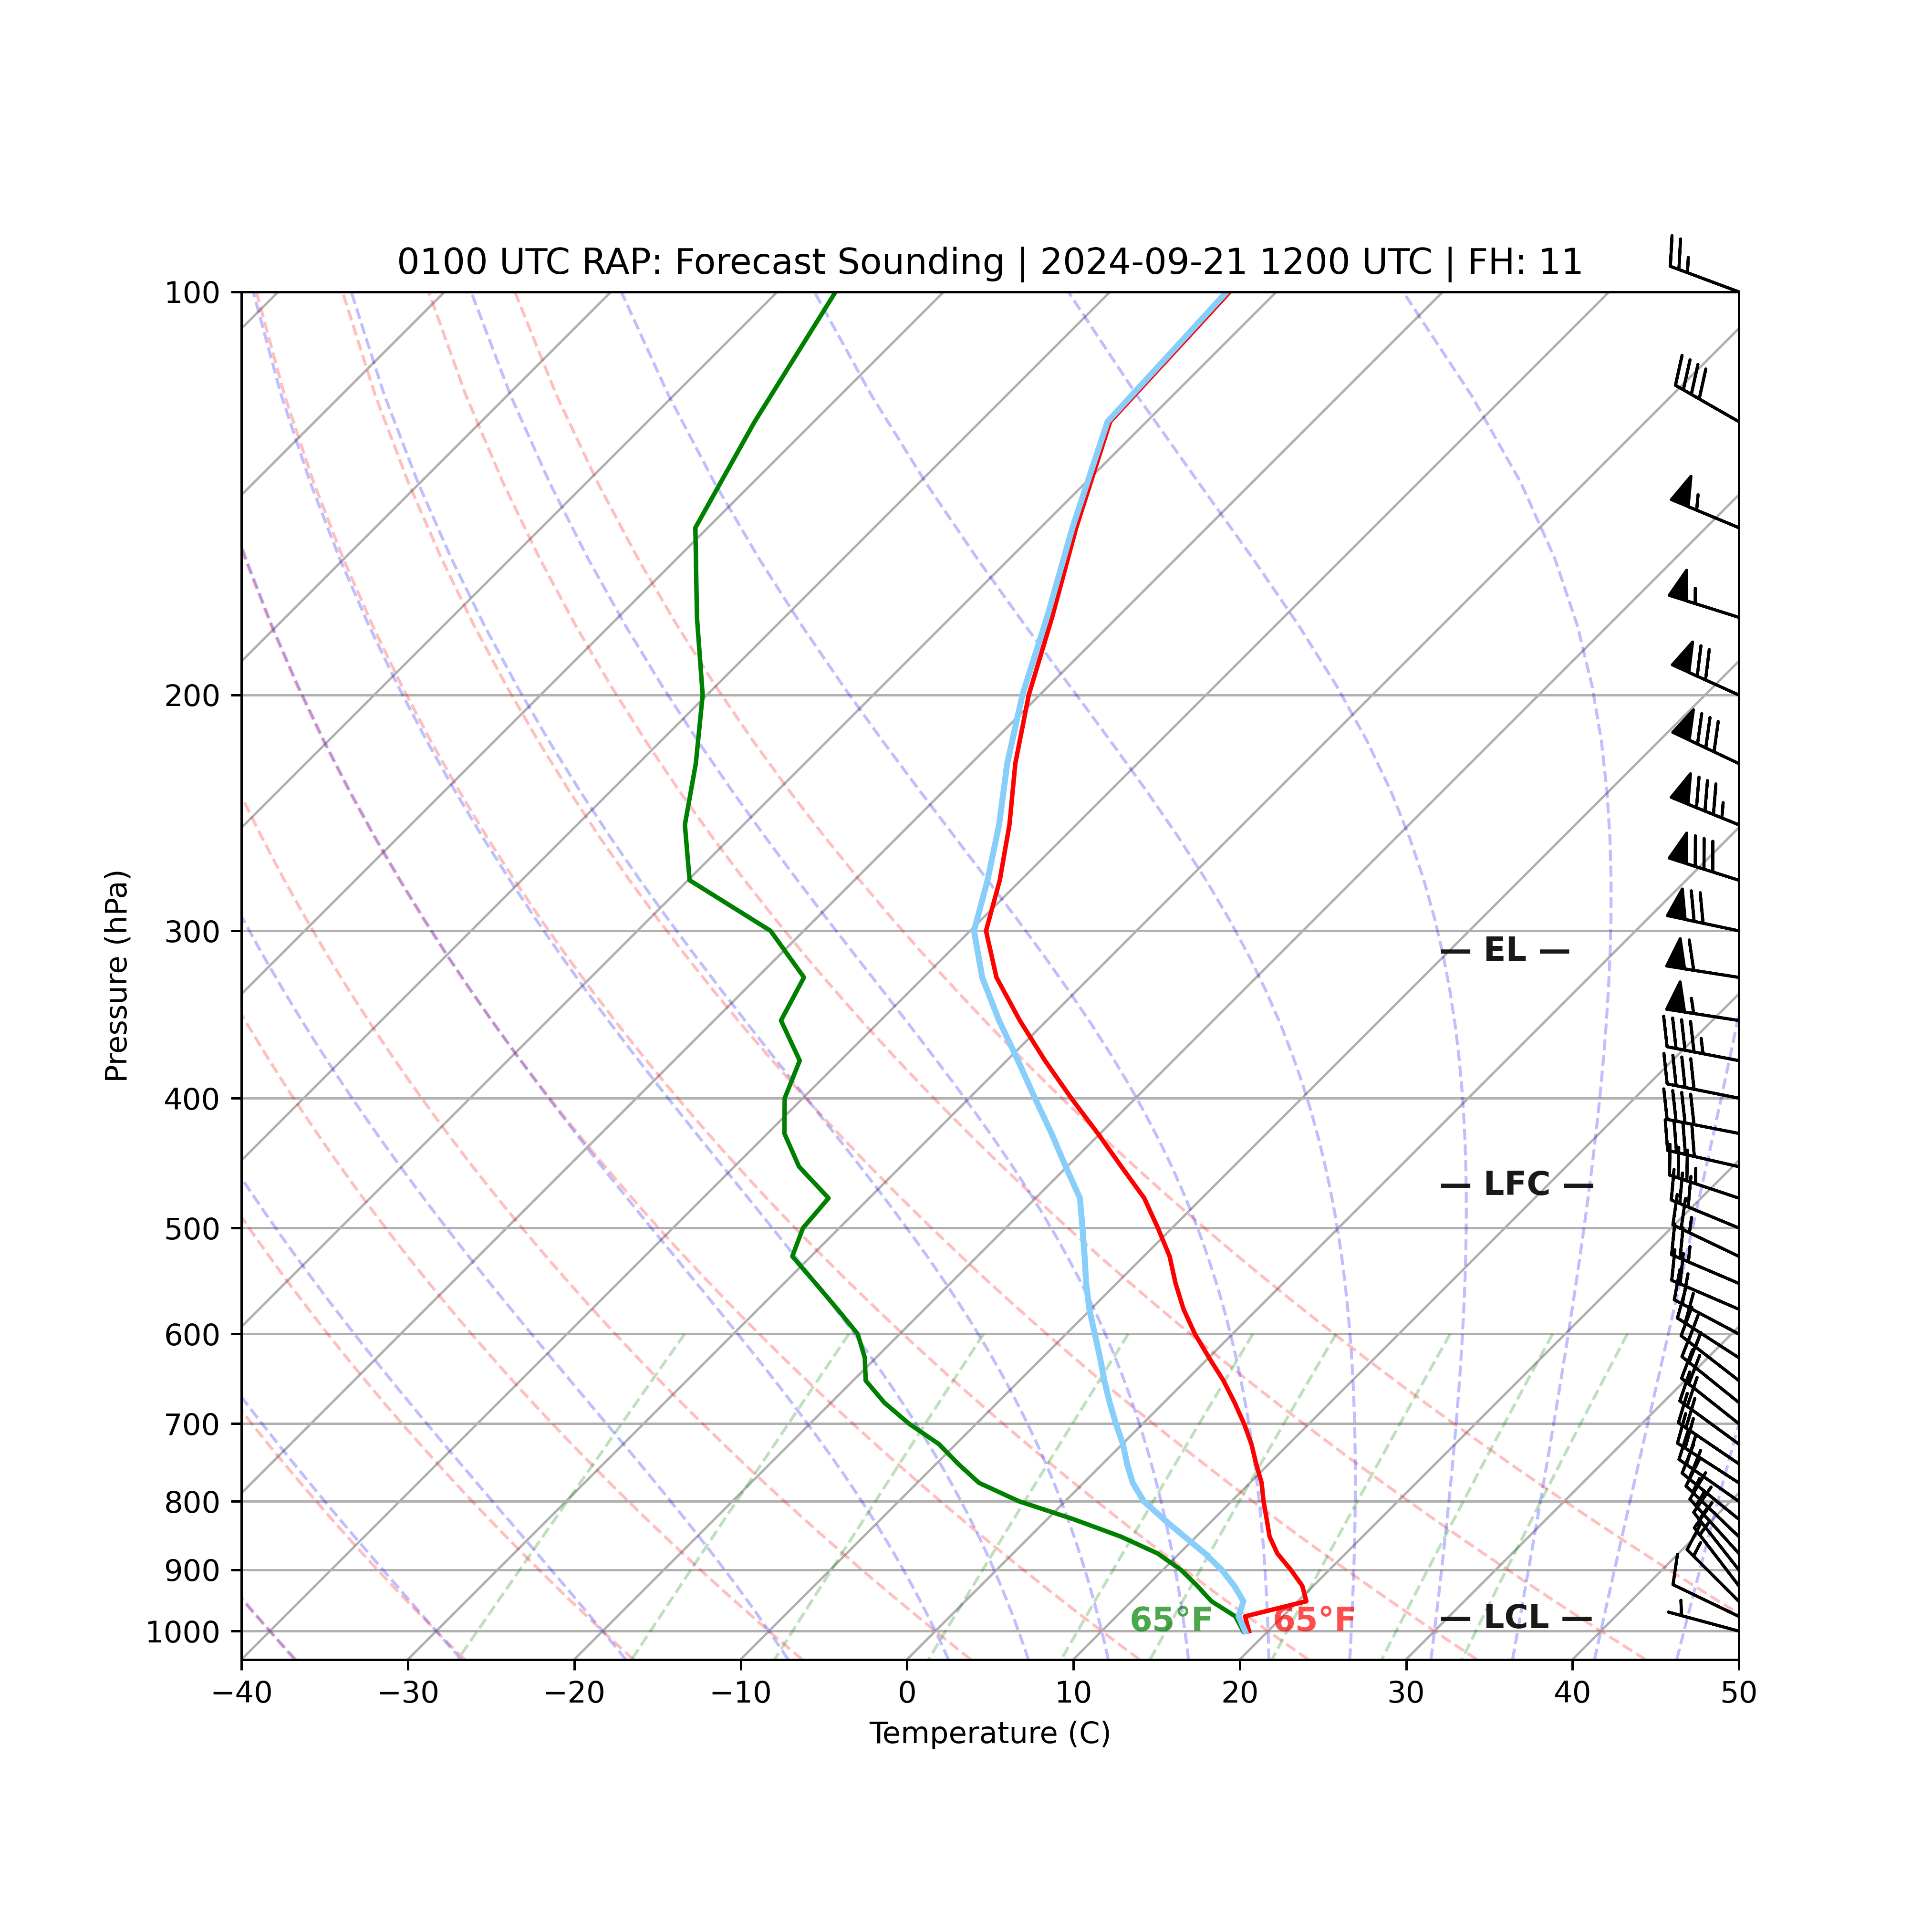 0100 UTC RAP: Forecast Sounding | 2024-09-21 1200 UTC | FH: 11
100
200
300
— EL —
Pressure (hPa)
400
— LFC —
500
600
700
800
900
65°F 65°F — LCL —
1000
−40 −30 −20 −10 0 10 20 30 40 50
Temperature (C)